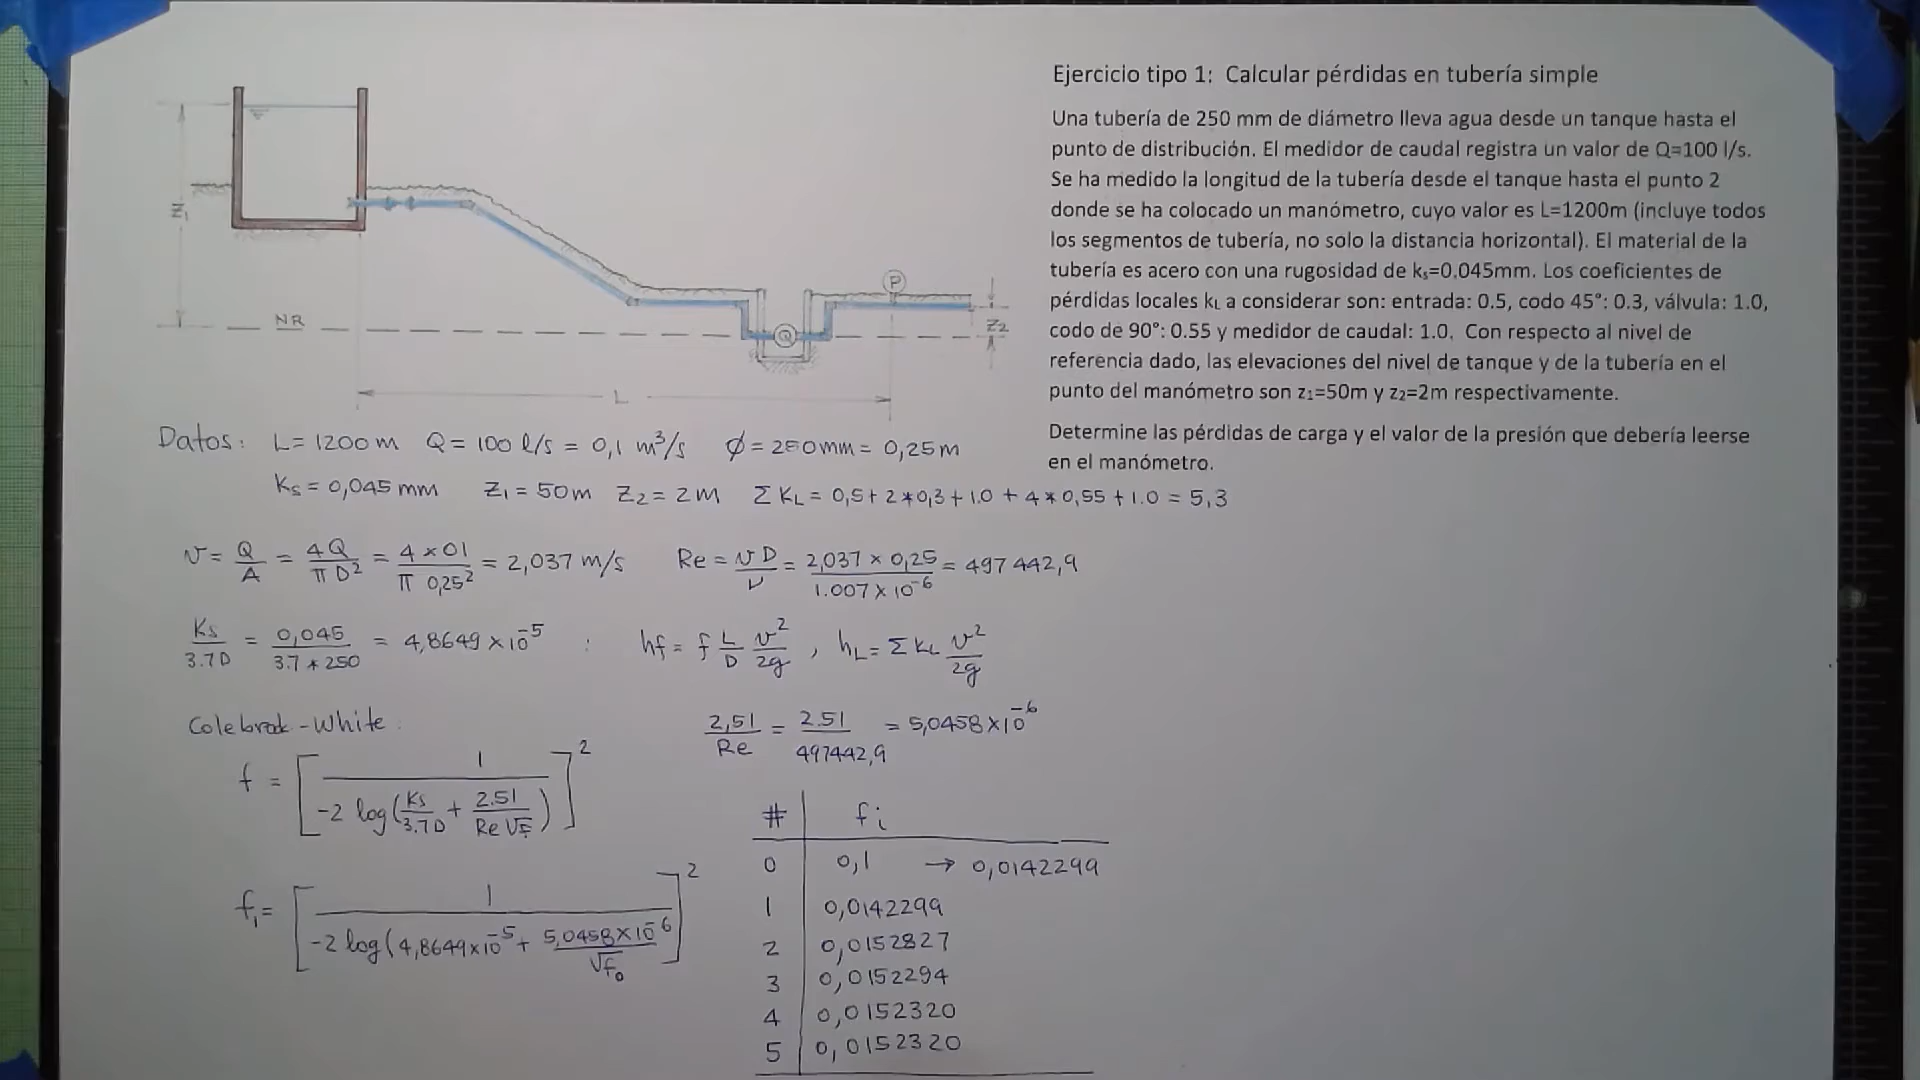 Ejercicio tipo 1: Calcular pérdidas en tubería simple
Una tubería de 250 mm de diámetro lleva agua desde un tanque hasta el
punto de distribución. El medidor de caudal registra un valor de Q=100 l/s.
Se ha medido la longitud de la tubería desde el tanque hasta el punto 2
donde se ha colocado un manómetro, cuyo valor es L=1200m (incluye todos
los segmentos de tubería, no solo la distancia horizontal). El material de la
tubería es acero con una rugosidad de kₛ=0.045mm. Los coeficientes de
pérdidas locales k_L a considerar son: entrada: 0.5, codo 45°: 0.3, válvula: 1.0,
codo de 90°: 0.55 y medidor de caudal: 1.0. Con respecto al nivel de
referencia dado, las elevaciones del nivel de tanque y de la tubería en el
punto del manómetro son z₁=50m y z₂=2m respectivamente.
Determine las pérdidas de carga y el valor de la presión que debería leerse
en el manómetro.
Z₁
NR
P
Q
Z₂
L
Datos: L = 1200 m Q = 100 l/s = 0,1 m³/s ϕ = 250mm = 0,25 m
Ks = 0,045 mm Z₁ = 50m Z₂ = 2 m Σ K_L = 0,5 + 2*0,3 + 1.0 + 4*0,55 + 1.0 = 5,3
v = Q/A = 4Q/(π D²) = 4 × 01/(π 0,25²) = 2,037 m/s Re = v D/ν = 2,037 × 0,25/(1.007 × 10⁻⁶) = 497 442,9
Ks/3.7D = 0,045/(3.7 * 250) = 4,8649 × 10⁻⁵ : hf = f L/D v²/2g , h_L = Σ K_L v²/2g
Colebrook-White: 2,51/Re = 2.51/497442,9 = 5,0458 × 10⁻⁶
f = [1/(-2 log(Ks/3.7D + 2.51/(Re √f)))]²
f₁ = [1/(-2 log(4,8649×10⁻⁵ + 5,0458×10⁻⁶/√f₀))]²
# fi
0 0,1 → 0,0142299
1 0,0142299
2 0,0152827
3 0,0152294
4 0,0152320
5 0,0152320